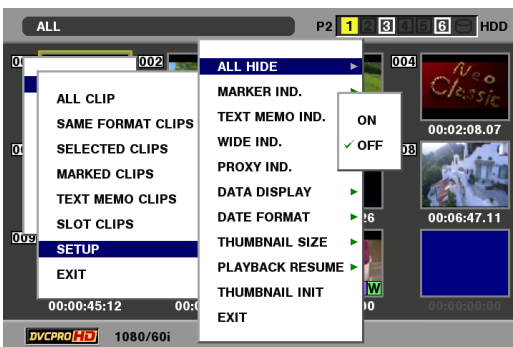 ALL
P2 1 2 3 4 5 6 HDD
002
004
Neo Classic
00:02:08.07
00:06:47.11
009
ALL CLIP
SAME FORMAT CLIPS
SELECTED CLIPS
MARKED CLIPS
TEXT MEMO CLIPS
SLOT CLIPS
SETUP
EXIT
ALL HIDE
MARKER IND.
TEXT MEMO IND.
WIDE IND.
PROXY IND.
DATA DISPLAY
DATE FORMAT
THUMBNAIL SIZE
PLAYBACK RESUME
THUMBNAIL INIT
EXIT
ON
✓ OFF
W
00:00:45:12
00:00:00:00
DVCPRO HD 1080/60i